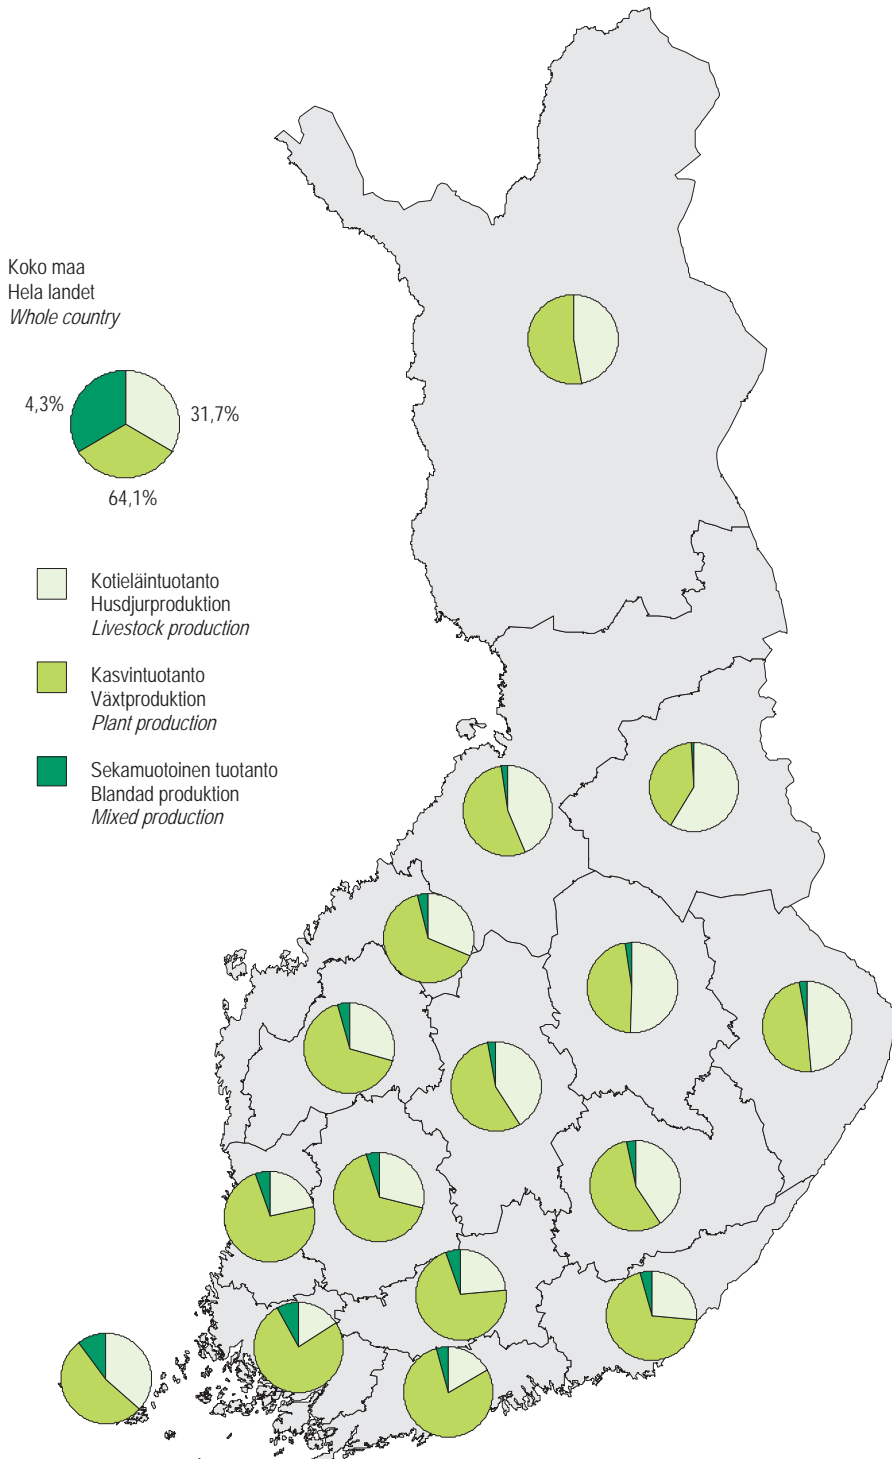 Koko maa
Hela landet
Whole country
4,3%
31,7%
64,1%
Kotieläintuotanto
Husdjurproduktion
Livestock production
Kasvintuotanto
Växtproduktion
Plant production
Sekamuotoinen tuotanto
Blandad produktion
Mixed production